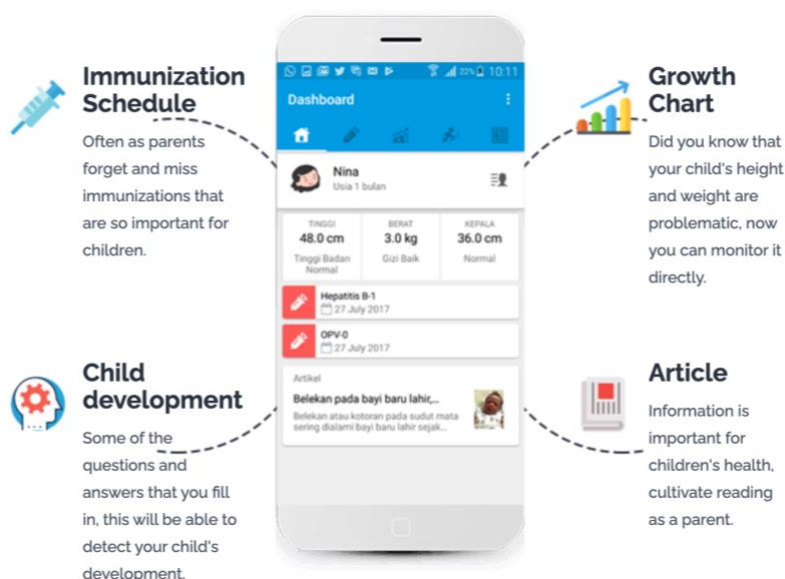 Immunization
Schedule
Often as parents
forget and miss
immunizations that
are so important for
children.
Child
development
Some of the
questions and
answers that you fill
in, this will be able to
detect your child's
development.
22% 10:11
Dashboard
Nina
Usia 1 bulan
TINGGI
48.0 cm
Tinggi Badan
Normal
BERAT
3.0 kg
Gizi Baik
KEPALA
36.0 cm
Normal
Hepatitis B-1
27 July 2017
OPV-0
27 July 2017
Artikel
Belekan pada bayi baru lahir,...
Belekan atau kotoran pada sudut mata
sering dialami bayi baru lahir sejak...
Growth
Chart
Did you know that
your child's height
and weight are
problematic, now
you can monitor it
directly.
Article
Information is
important for
children's health,
cultivate reading
as a parent.